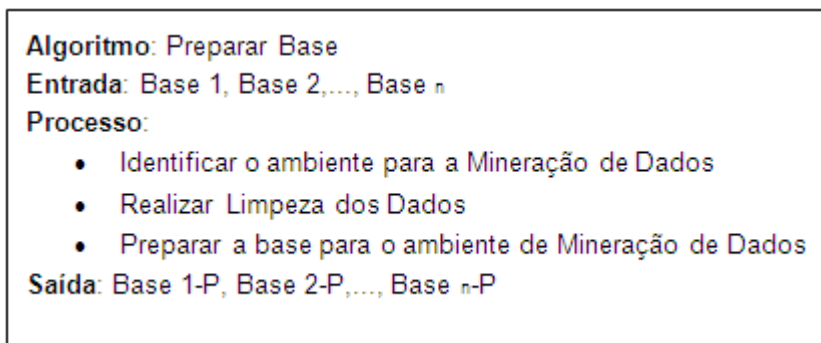 Algoritmo: Preparar Base
Entrada: Base 1, Base 2,..., Base n
Processo:
• Identificar o ambiente para a Mineração de Dados
• Realizar Limpeza dos Dados
• Preparar a base para o ambiente de Mineração de Dados
Saída: Base 1-P, Base 2-P,..., Base n-P